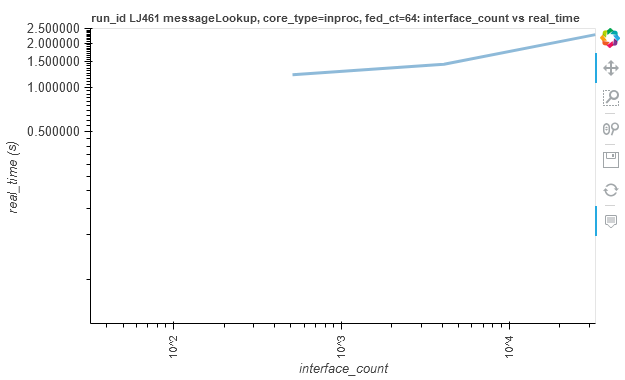 run_id LJ461 messageLookup, core_type=inproc, fed_ct=64: interface_count vs real_time
2.500000
2.000000
1.500000
1.000000
0.500000
real_time (s)
10^2
10^3
10^4
interface_count